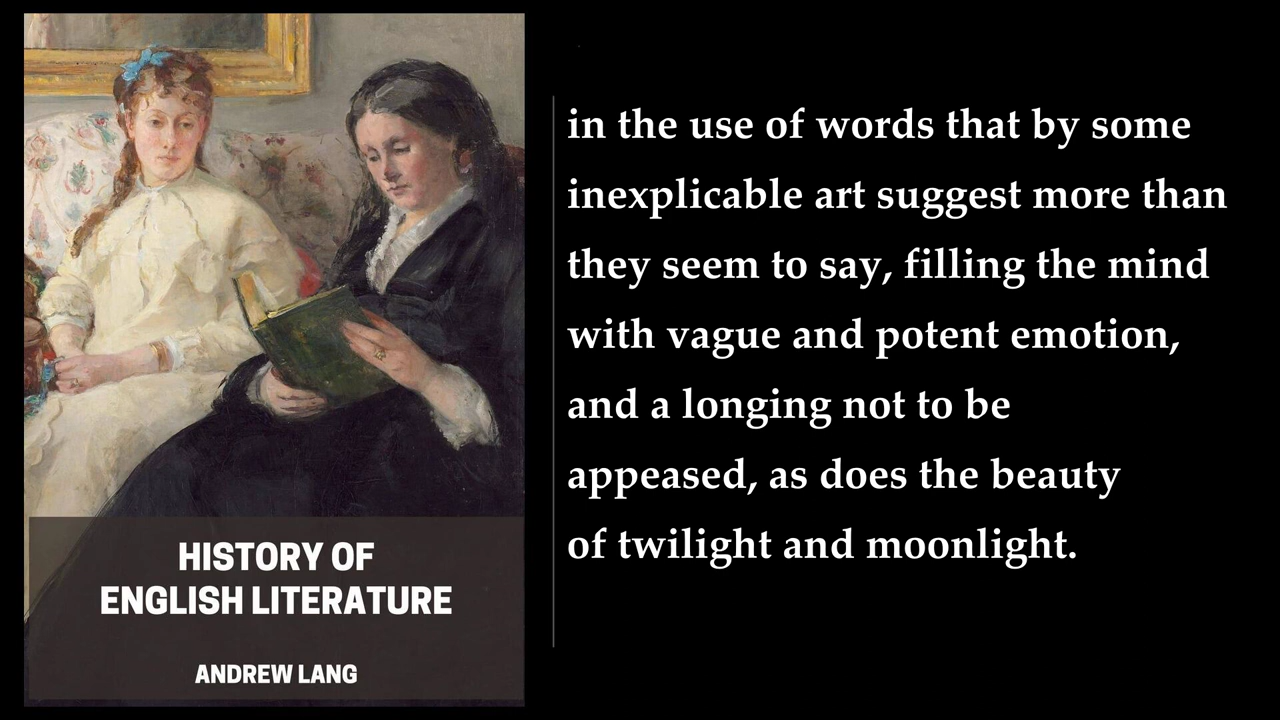 HISTORY OF
ENGLISH LITERATURE
ANDREW LANG
in the use of words that by some
inexplicable art suggest more than
they seem to say, filling the mind
with vague and potent emotion,
and a longing not to be
appeased, as does the beauty
of twilight and moonlight.